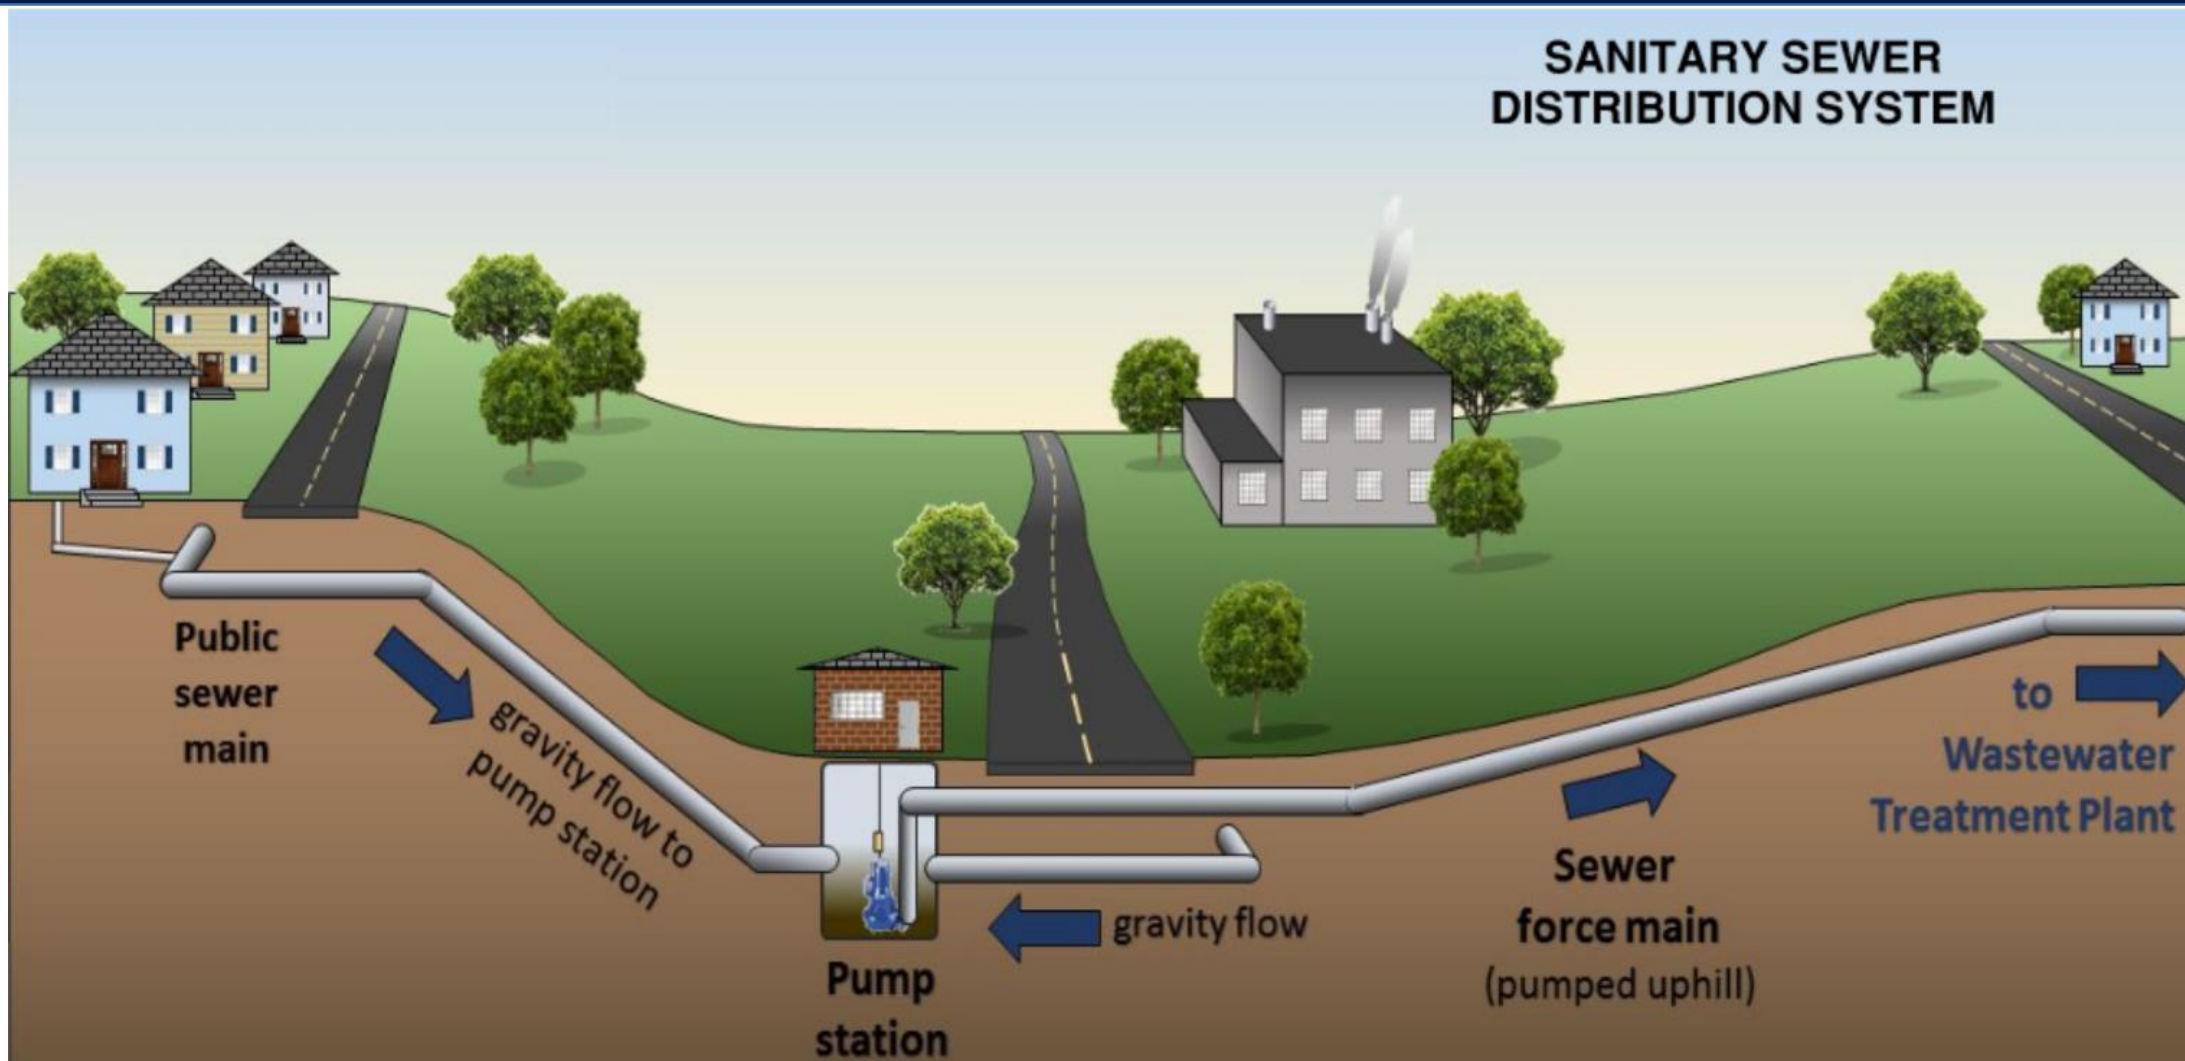 SANITARY SEWER
DISTRIBUTION SYSTEM
Public
sewer
main
gravity flow to
pump station
Pump
station
gravity flow
Sewer
force main
(pumped uphill)
to
Wastewater
Treatment Plant